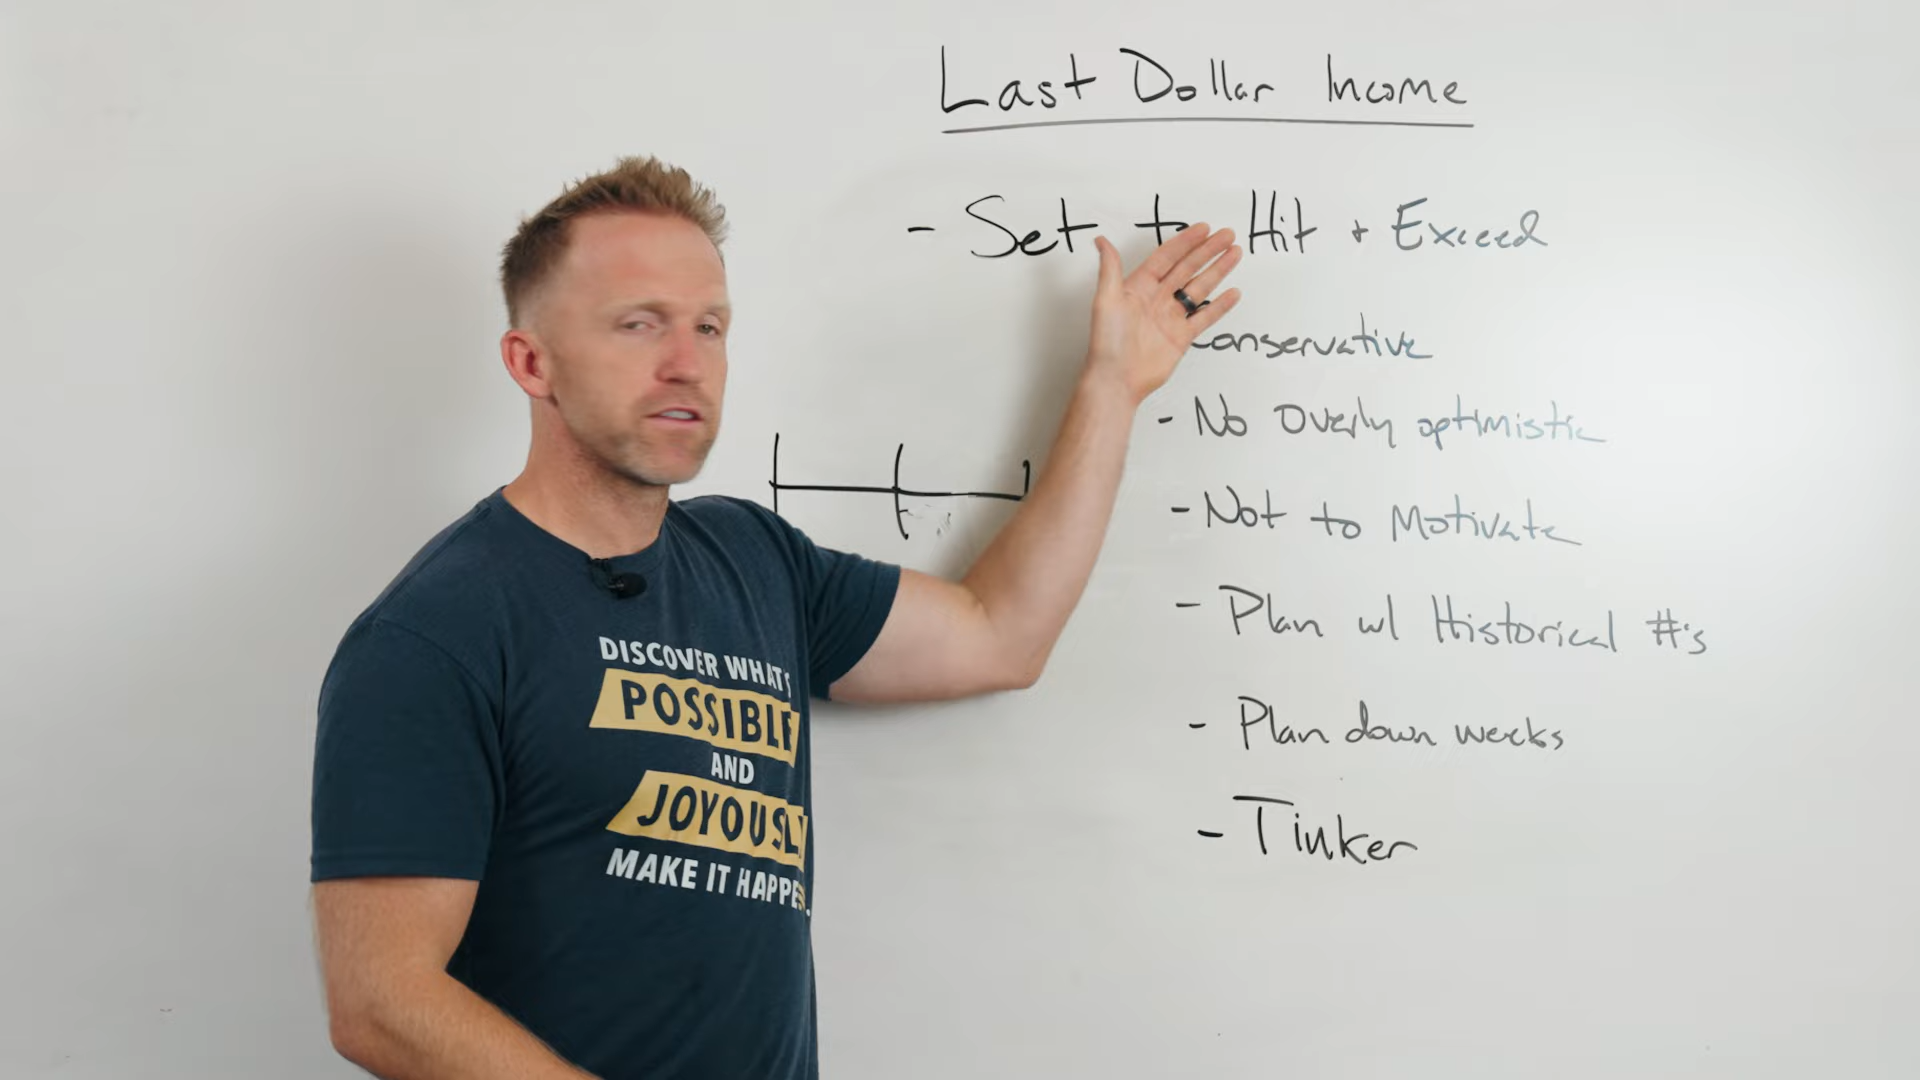 Last Dollar Income
- Set to Hit + Exceed
Conservative
- No Overly optimistic
- Not to Motivate
- Plan w/ Historical #'s
- Plan down weeks
- Tinker
DISCOVER WHAT'S
POSSIBLE
AND
JOYOUSLY
MAKE IT HAPPEN.